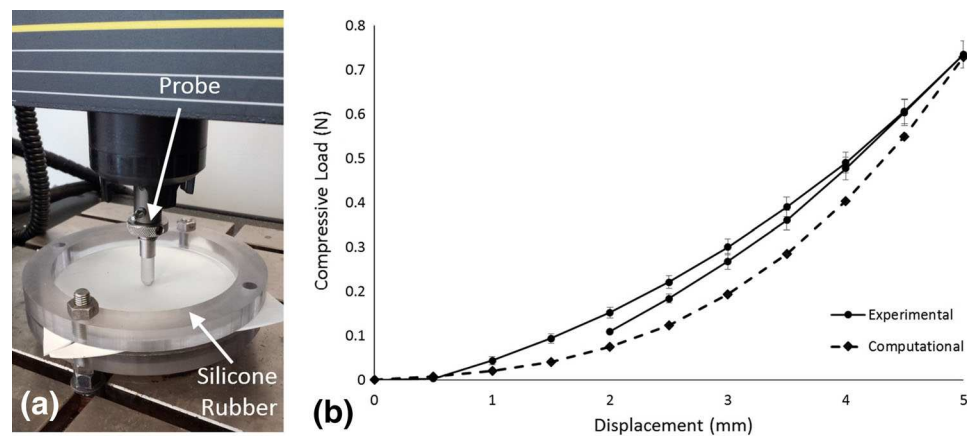 Probe
Silicone
Rubber
(a)
0.8
0.7
0.6
0.5
0.4
0.3
0.2
0.1
0
Compressive Load (N)
Experimental
Computational
0 1 2 3 4 5
Displacement (mm)
(b)